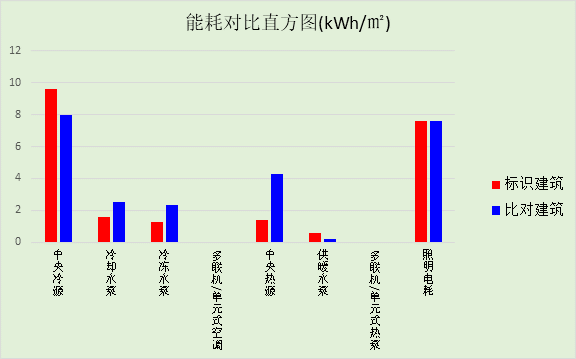 能耗对比直方图(kWh/㎡)
12
10
8
6
4
2
0
中央冷源
冷却水泵
冷冻水泵
多联机/单元式空调
中央热源
供暖水泵
多联机/单元式热泵
照明电耗
标识建筑
比对建筑